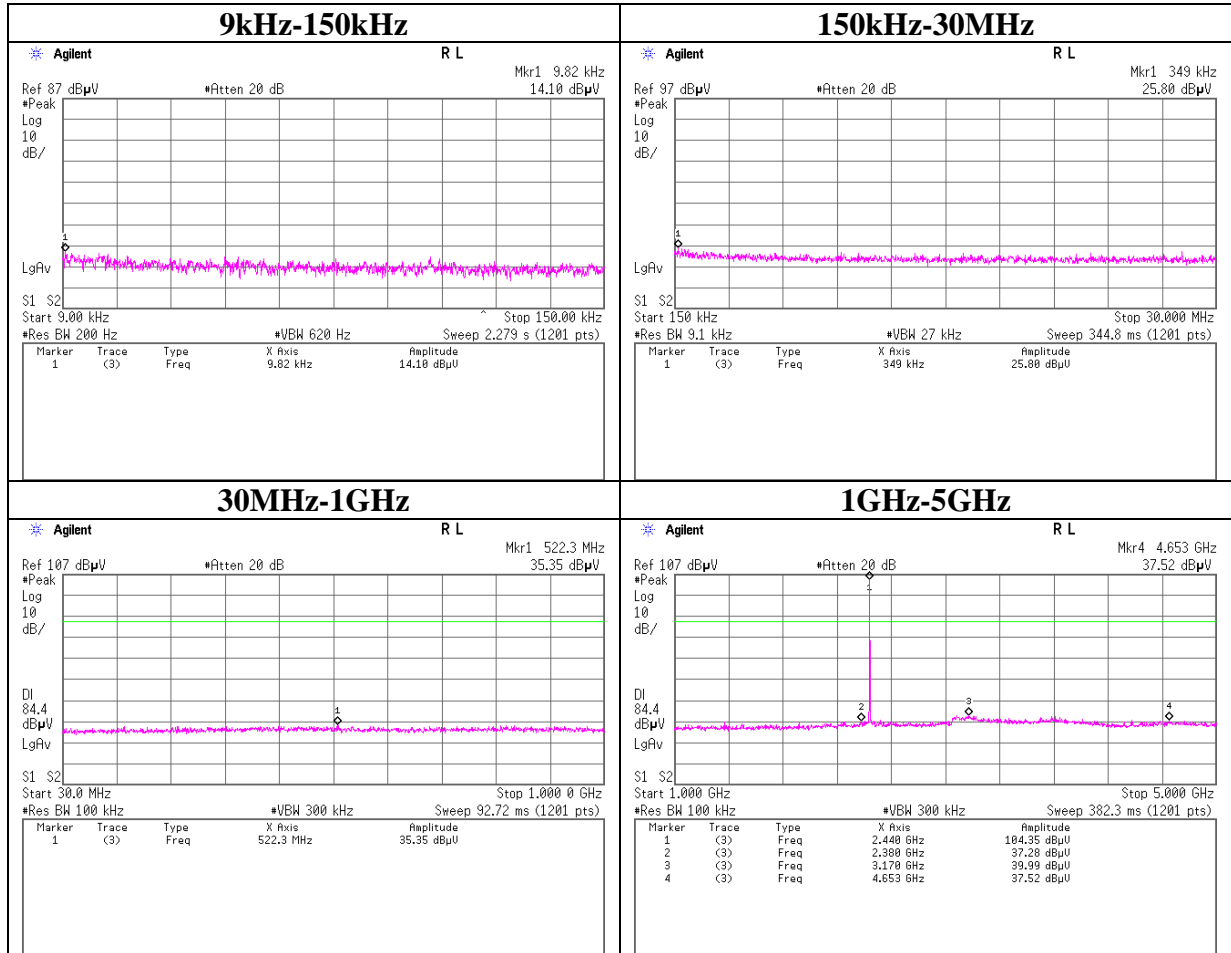 9kHz-150kHz
Agilent R L
Mkr1 9.82 kHz
Ref 87 dBµV #Atten 20 dB 14.10 dBµV
#Peak
Log
10
dB/
1
LgAv
S1 S2
Start 9.00 kHz ^ Stop 150.00 kHz
#Res BW 200 Hz #VBW 620 Hz Sweep 2.279 s (1201 pts)
Marker Trace Type X Axis Amplitude
1 (3) Freq 9.82 kHz 14.10 dBµV
150kHz-30MHz
Agilent R L
Mkr1 349 kHz
Ref 97 dBµV #Atten 20 dB 25.80 dBµV
#Peak
Log
10
dB/
1
LgAv
S1 S2
Start 150 kHz Stop 30.000 MHz
#Res BW 9.1 kHz #VBW 27 kHz Sweep 344.8 ms (1201 pts)
Marker Trace Type X Axis Amplitude
1 (3) Freq 349 kHz 25.80 dBµV
30MHz-1GHz
Agilent R L
Mkr1 522.3 MHz
Ref 107 dBµV #Atten 20 dB 35.35 dBµV
#Peak
Log
10
dB/
1
DI
84.4
dBµV
LgAv
S1 S2
Start 30.0 MHz Stop 1.000 0 GHz
#Res BW 100 kHz #VBW 300 kHz Sweep 92.72 ms (1201 pts)
Marker Trace Type X Axis Amplitude
1 (3) Freq 522.3 MHz 35.35 dBµV
1GHz-5GHz
Agilent R L
Mkr4 4.653 GHz
Ref 107 dBµV #Atten 20 dB 37.52 dBµV
#Peak
Log
10
dB/
1
DI
84.4
dBµV
2 3 4
LgAv
S1 S2
Start 1.000 GHz Stop 5.000 GHz
#Res BW 100 kHz #VBW 300 kHz Sweep 382.3 ms (1201 pts)
Marker Trace Type X Axis Amplitude
1 (3) Freq 2.440 GHz 104.35 dBµV
2 (3) Freq 2.380 GHz 37.28 dBµV
3 (3) Freq 3.170 GHz 39.99 dBµV
4 (3) Freq 4.653 GHz 37.52 dBµV